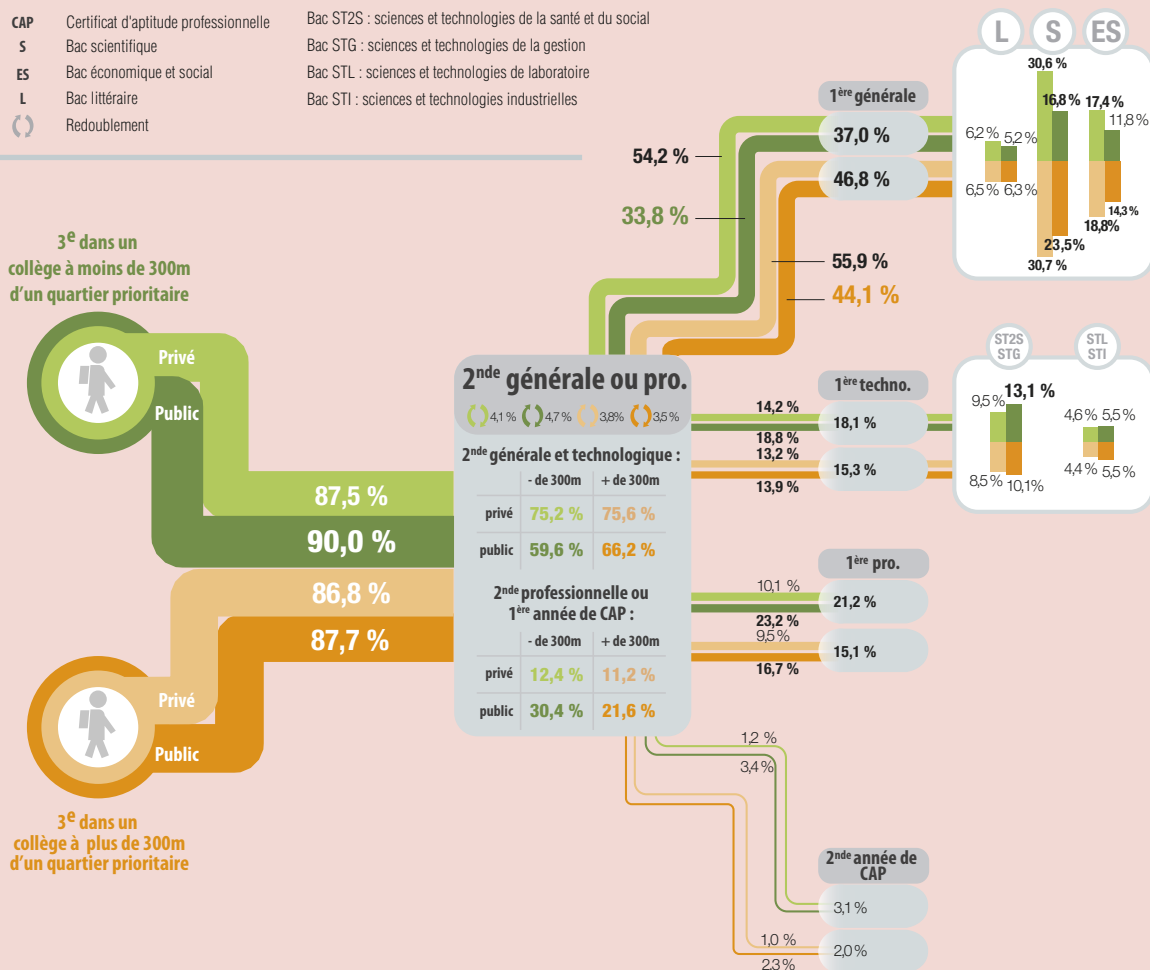 CAP Certificat d'aptitude professionnelle
S Bac scientifique
ES Bac économique et social
L Bac littéraire
Redoublement
Bac ST2S : sciences et technologies de la santé et du social
Bac STG : sciences et technologies de la gestion
Bac STL : sciences et technologies de laboratoire
Bac STI : sciences et technologies industrielles
3e dans un
collège à moins de 300m
d'un quartier prioritaire
Privé
Public
87,5 %
90,0 %
86,8 %
87,7 %
Privé
Public
3e dans un
collège à plus de 300m
d'un quartier prioritaire
2nde générale ou pro.
4,1 % 4,7 % 3,8% 3,5 %
2nde générale et technologique :
- de 300m + de 300m
privé 75,2 % 75,6 %
public 59,6 % 66,2 %
2nde professionnelle ou
1ère année de CAP :
- de 300m + de 300m
privé 12,4 % 11,2 %
public 30,4 % 21,6 %
54,2 %
33,8 %
55,9 %
44,1 %
1ère générale
37,0 %
46,8 %
L S ES
30,6 %
16,8 % 17,4 %
11,8 %
6,2 % 5,2 %
6,5 % 6,3 %
14,3 %
18,8%
23,5%
30,7 %
14,2 %
18,8 %
13,2 %
13,9 %
1ère techno.
18,1 %
15,3 %
ST2S
STG
STL
STI
13,1 %
9,5 %
4,6 % 5,5 %
8,5 % 10,1%
4,4 % 5,5 %
10,1 %
23,2 %
9,5 %
16,7 %
1ère pro.
21,2 %
15,1 %
1,2 %
3,4 %
1,0 %
2,3 %
2nde année de
CAP
3,1 %
2,0 %